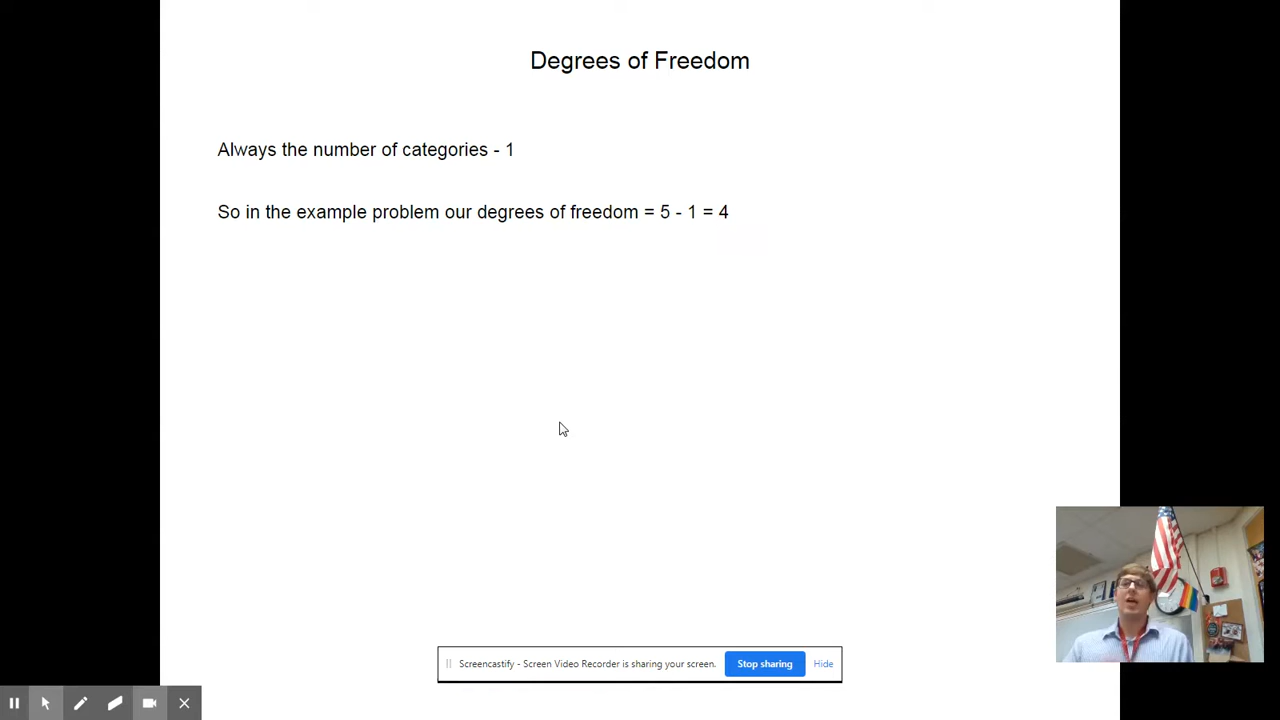 Degrees of Freedom
Always the number of categories - 1
So in the example problem our degrees of freedom = 5 - 1 = 4
Screencastify - Screen Video Recorder is sharing your screen.
Stop sharing
Hide